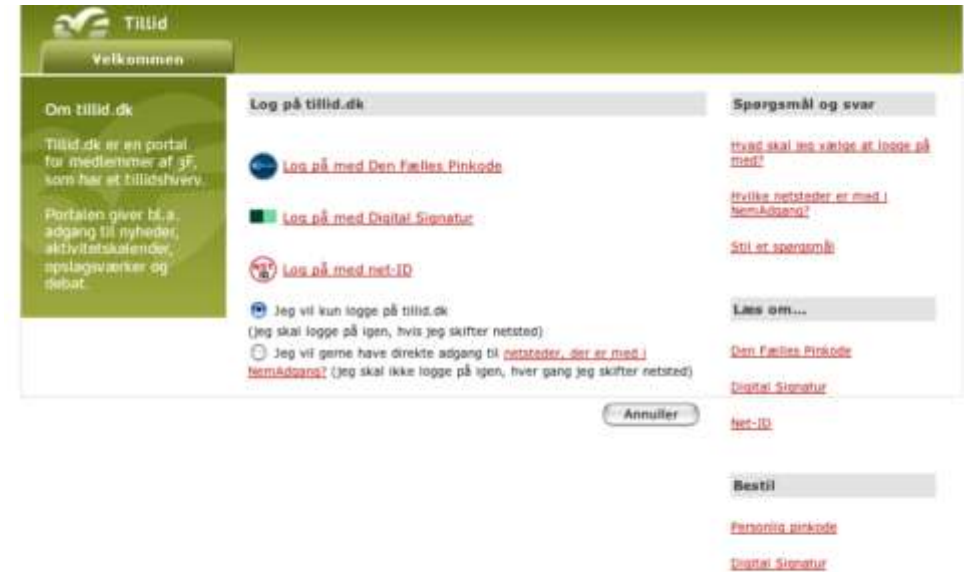 Tillid
Velkommen
Om tillid.dk
Tillid.dk er en portal
for medlemmer af 3F,
som har et tillidshverv.
Portalen giver bl.a.
adgang til nyheder,
aktivitetskalender,
opslagsværker og
debat.
Log på tillid.dk
Log på med Den Fælles Pinkode
Log på med Digital Signatur
NET ID
Log på med net-ID
Jeg vil kun logge på tillid.dk
(jeg skal logge på igen, hvis jeg skifter netsted)
Jeg vil gerne have direkte adgang til netsteder, der er med i
NemAdgang? (jeg skal ikke logge på igen, hver gang jeg skifter netsted)
Annuller
Spørgsmål og svar
Hvad skal jeg vælge at logge på
med?
Hvilke netsteder er med i
NemAdgang?
Stil et spørgsmål
Læs om...
Den Fælles Pinkode
Digital Signatur
Net-ID
Bestil
Personlig pinkode
Digital Signatur